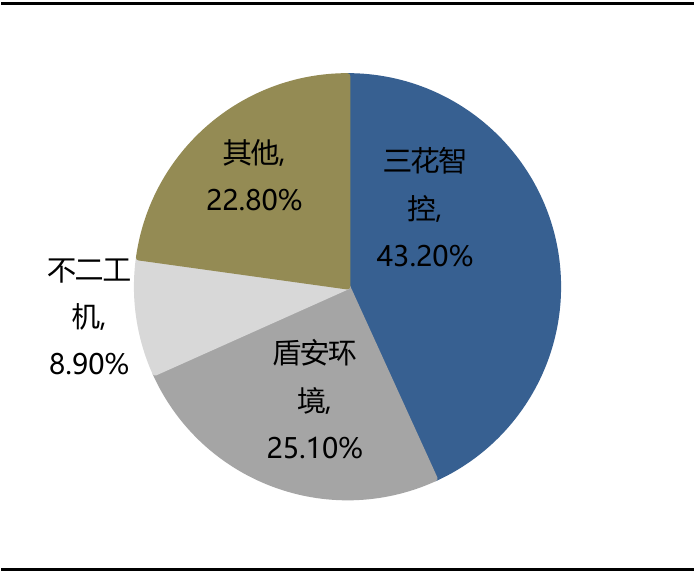 三花智
控,
43.20%
盾安环
境,
25.10%
不二工
机,
8.90%
其他,
22.80%